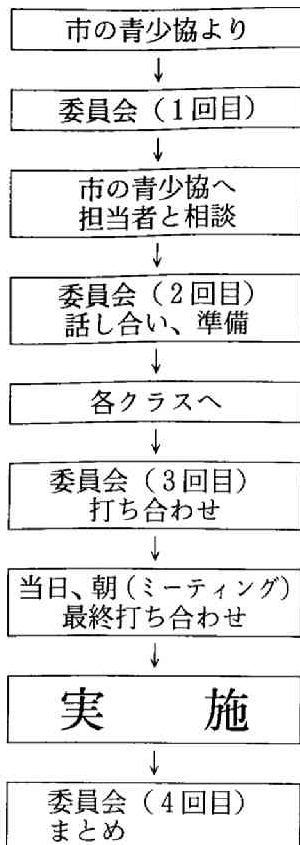 市の青少協より
↓
委員会（1回目）
↓
市の青少協へ
担当者と相談
↓
委員会（2回目）
話し合い、準備
↓
各クラスへ
↓
委員会（3回目）
打ち合わせ
↓
当日、朝（ミーティング）
最終打ち合わせ
↓
実　　施
↓
委員会（4回目）
まとめ